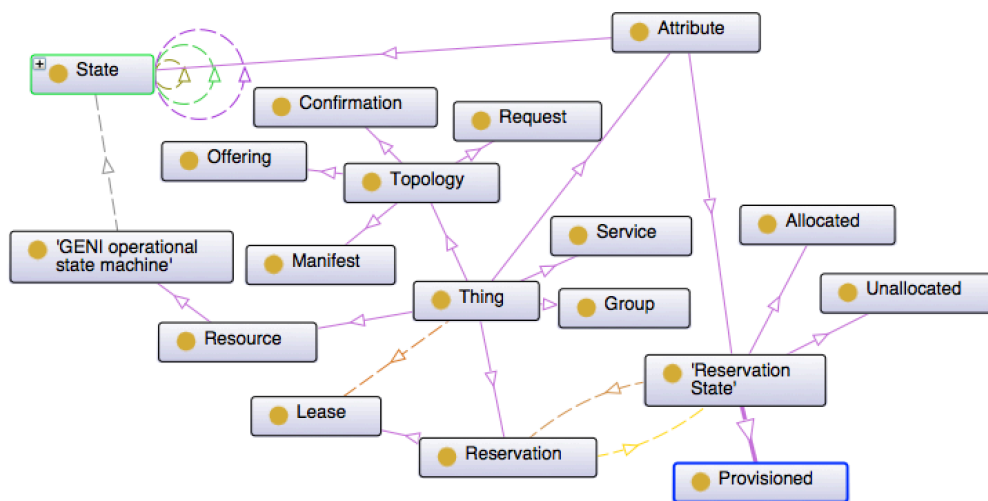 Attribute
State
Confirmation
Request
Offering
Topology
Allocated
Service
'GENI operational
state machine'
Manifest
Unallocated
Thing
Group
Resource
'Reservation
State'
Lease
Reservation
Provisioned